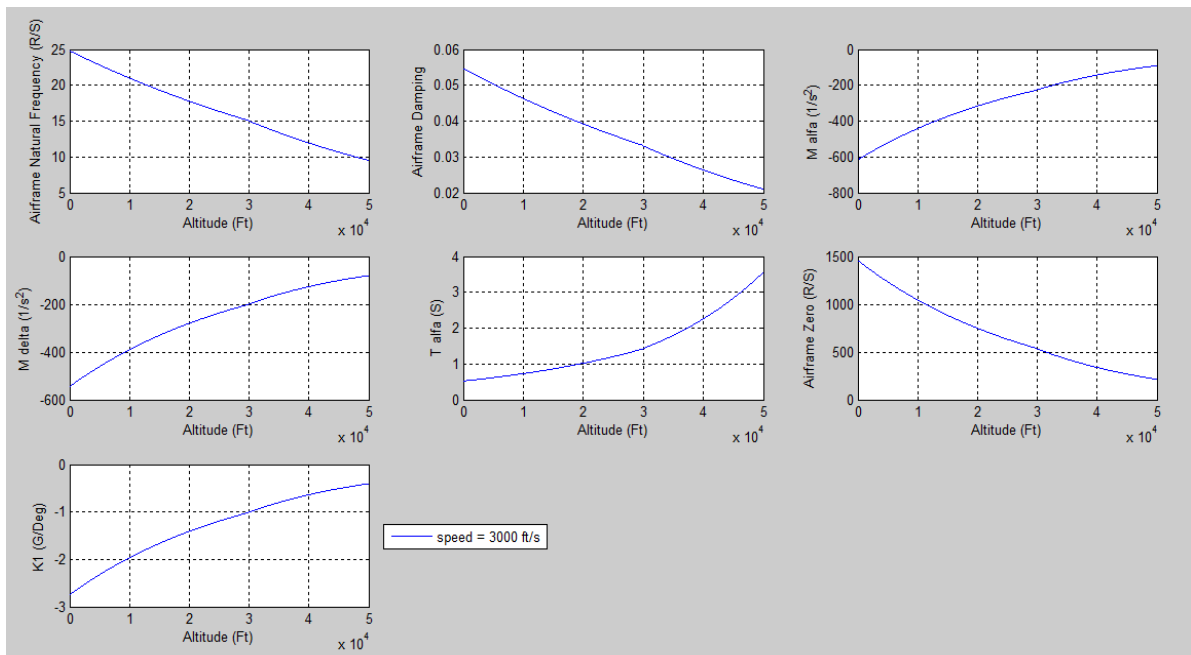 Airframe Natural Frequency (R/S)
25
20
15
10
5
0 1 2 3 4 5
Altitude (Ft)
x 10^4
Airframe Damping
0.06
0.05
0.04
0.03
0.02
0 1 2 3 4 5
Altitude (Ft)
x 10^4
M alfa (1/s^2)
0
-200
-400
-600
-800
0 1 2 3 4 5
Altitude (Ft)
x 10^4
M delta (1/s^2)
0
-200
-400
-600
0 1 2 3 4 5
Altitude (Ft)
x 10^4
T alfa (S)
4
3
2
1
0
0 1 2 3 4 5
Altitude (Ft)
x 10^4
Airframe Zero (R/S)
1500
1000
500
0
0 1 2 3 4 5
Altitude (Ft)
x 10^4
K1 (G/Deg)
0
-1
-2
-3
0 1 2 3 4 5
Altitude (Ft)
x 10^4
speed = 3000 ft/s